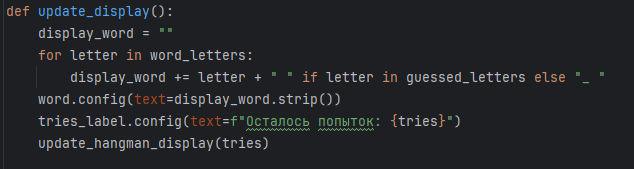 def update_display():
    display_word = ""
    for letter in word_letters:
        display_word += letter + " " if letter in guessed_letters else "_ "
    word.config(text=display_word.strip())
    tries_label.config(text=f"Осталось попыток: {tries}")
    update_hangman_display(tries)